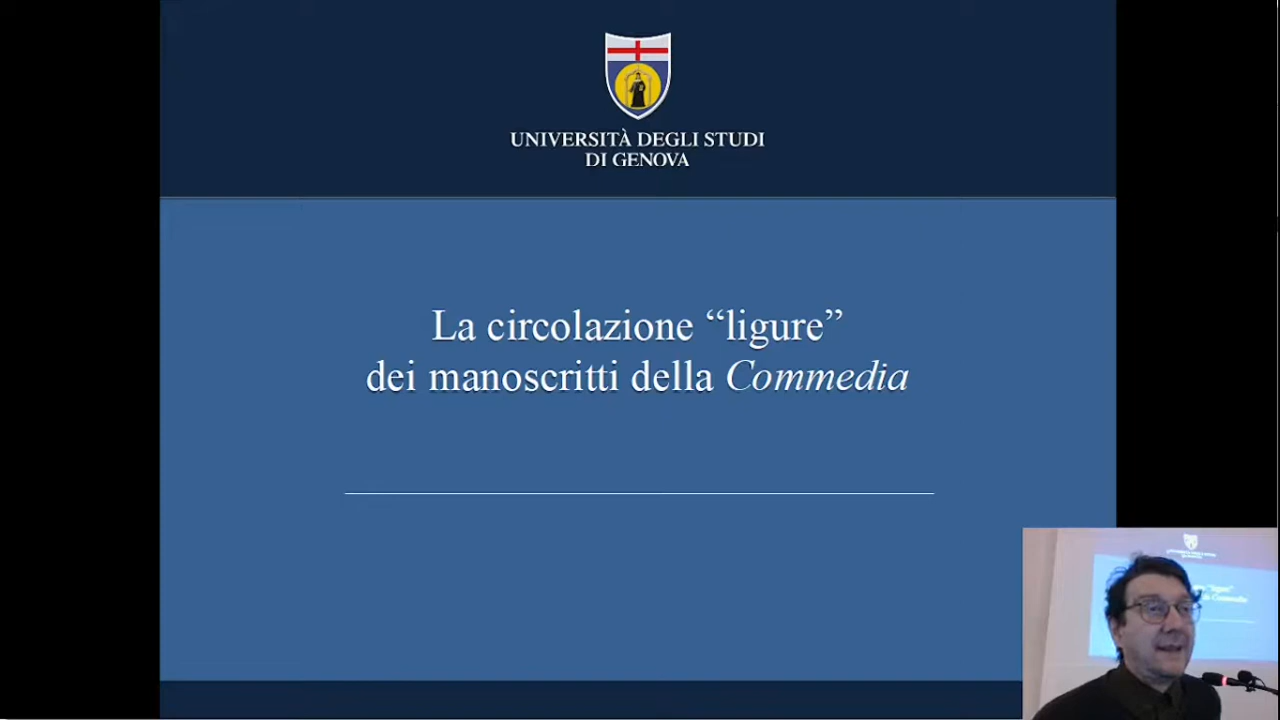 UNIVERSITÀ DEGLI STUDI
DI GENOVA
La circolazione “ligure”
dei manoscritti della Commedia